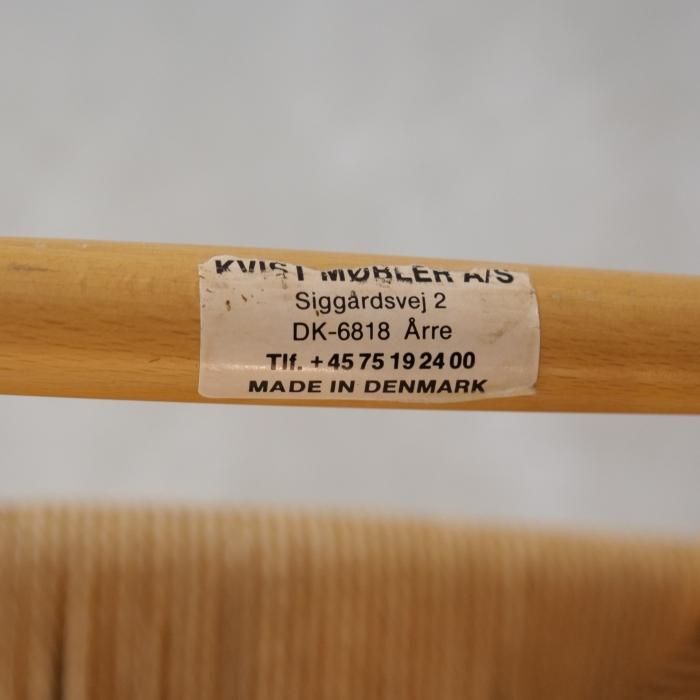 KVIST MØBLER A/S
Siggårdsvej 2
DK-6818 Årre
Tlf. +45 75 19 24 00
MADE IN DENMARK